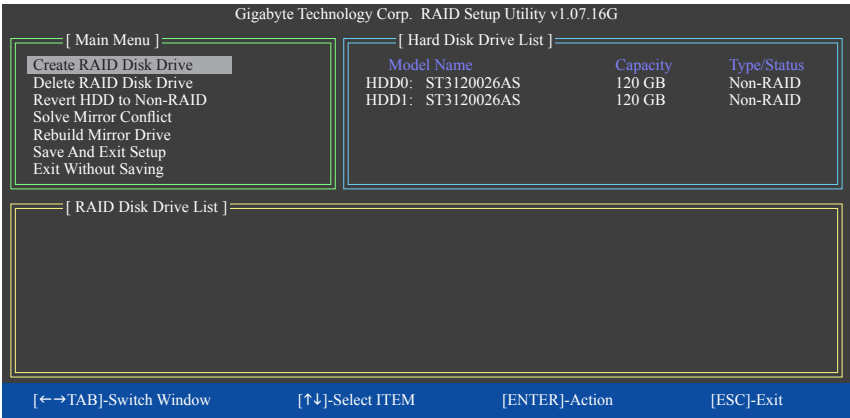 Gigabyte Technology Corp. RAID Setup Utility v1.07.16G
[ Main Menu ]
Create RAID Disk Drive
Delete RAID Disk Drive
Revert HDD to Non-RAID
Solve Mirror Conflict
Rebuild Mirror Drive
Save And Exit Setup
Exit Without Saving
[ Hard Disk Drive List ]
Model Name Capacity Type/Status
HDD0: ST3120026AS 120 GB Non-RAID
HDD1: ST3120026AS 120 GB Non-RAID
[ RAID Disk Drive List ]
[←→TAB]-Switch Window [↑↓]-Select ITEM [ENTER]-Action [ESC]-Exit